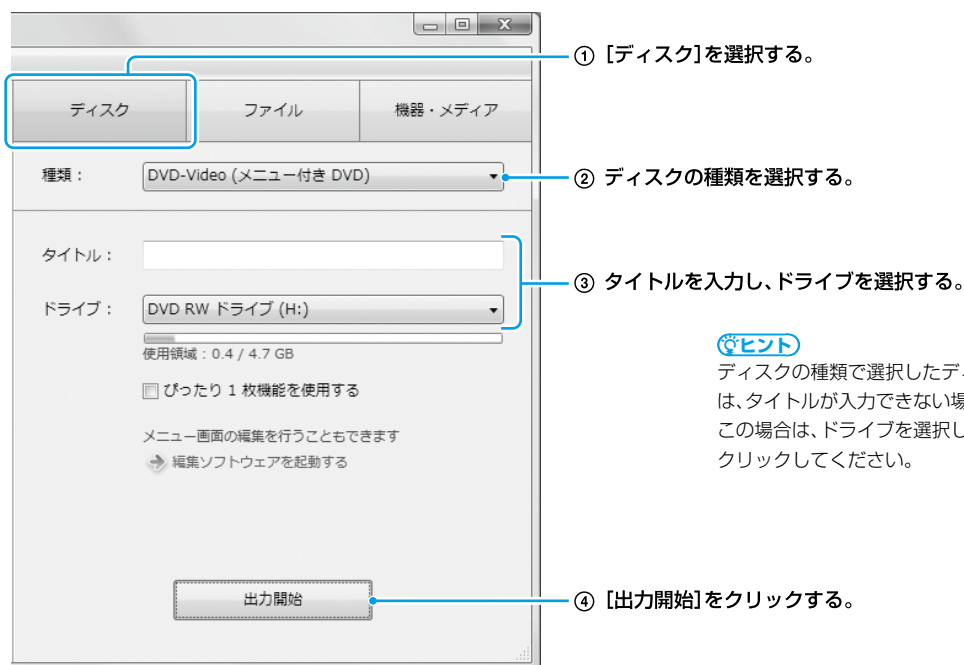 ① [ディスク]を選択する。
ディスク
ファイル
機器・メディア
種類：
DVD-Video (メニュー付き DVD)
② ディスクの種類を選択する。
タイトル：
③ タイトルを入力し、ドライブを選択する。
ドライブ：
DVD RW ドライブ (H:)
使用領域：0.4 / 4.7 GB
ぴったり 1 枚機能を使用する
メニュー画面の編集を行うこともできます
編集ソフトウェアを起動する
ヒント
ディスクの種類で選択したデ
は、タイトルが入力できない場
この場合は、ドライブを選択し
クリックしてください。
出力開始
④ [出力開始]をクリックする。